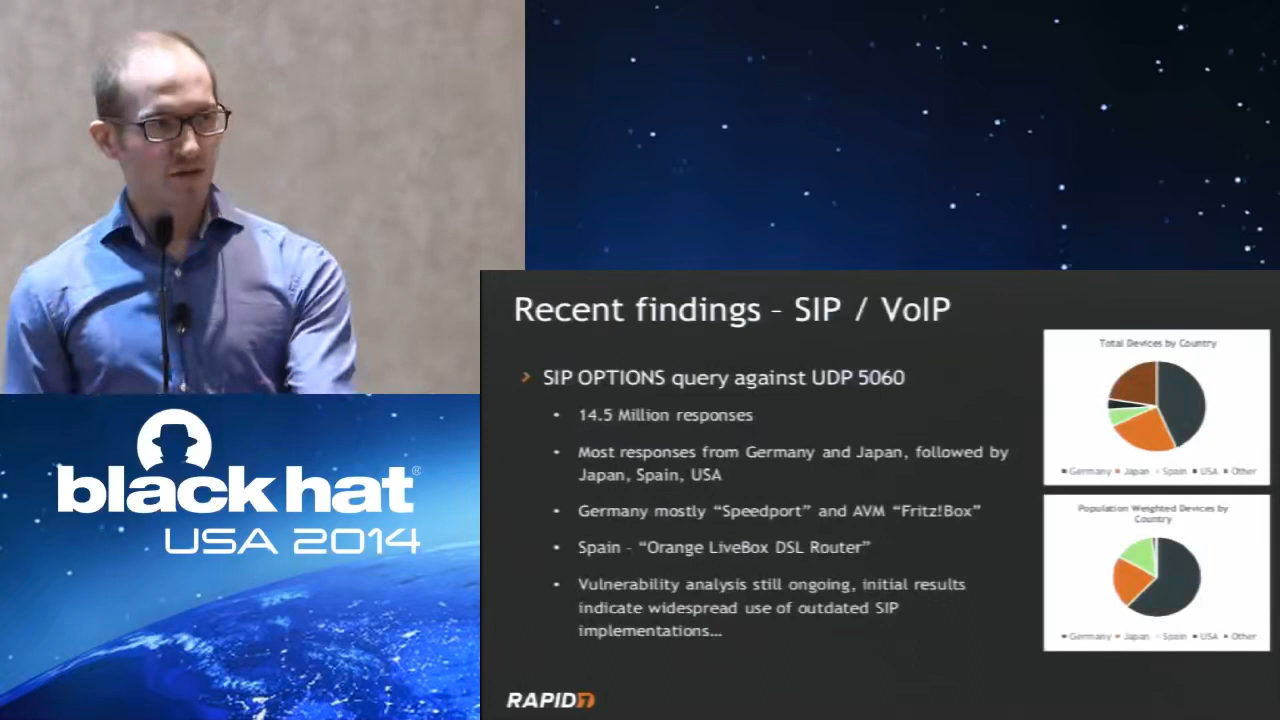 Recent findings – SIP / VoIP
SIP OPTIONS query against UDP 5060
• 14.5 Million responses
• Most responses from Germany and Japan, followed by
Japan, Spain, USA
• Germany mostly “Speedport” and AVM “Fritz!Box”
• Spain – “Orange LiveBox DSL Router”
• Vulnerability analysis still ongoing, initial results
indicate widespread use of outdated SIP
implementations…
Total Devices by Country
Germany Japan Spain USA Other
Population Weighted Devices by
Country
Germany Japan Spain USA Other
RAPID7
black hat®
USA 2014